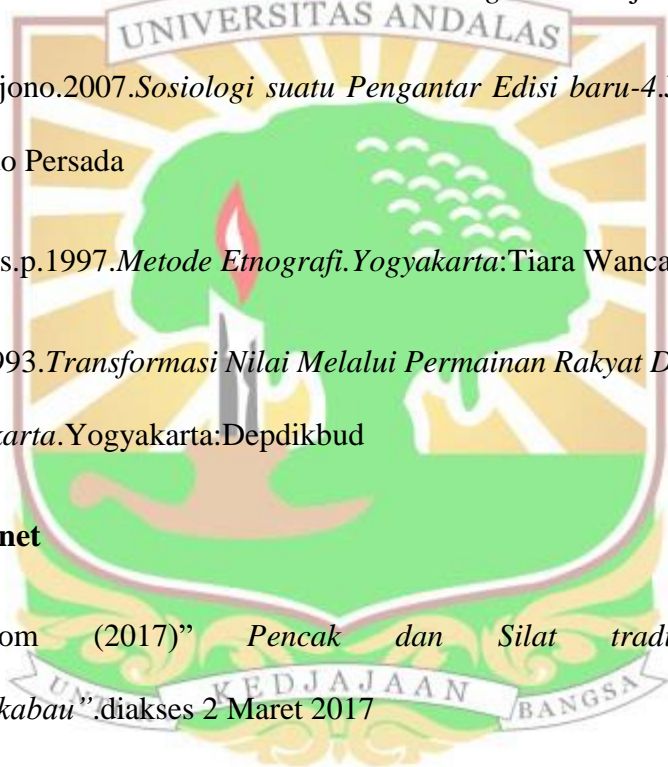 UNIVERSITAS ANDALAS
jono.2007.Sosiologi suatu Pengantar Edisi baru-4.
o Persada
s.p.1997.Metode Etnografi.Yogyakarta:Tiara Wanca
993.Transformasi Nilai Melalui Permainan Rakyat D
karta.Yogyakarta:Depdikbud
net
om (2017)” Pencak dan Silat tradi
kabau”.diakses 2 Maret 2017
KEDJAJAAN BANGSA